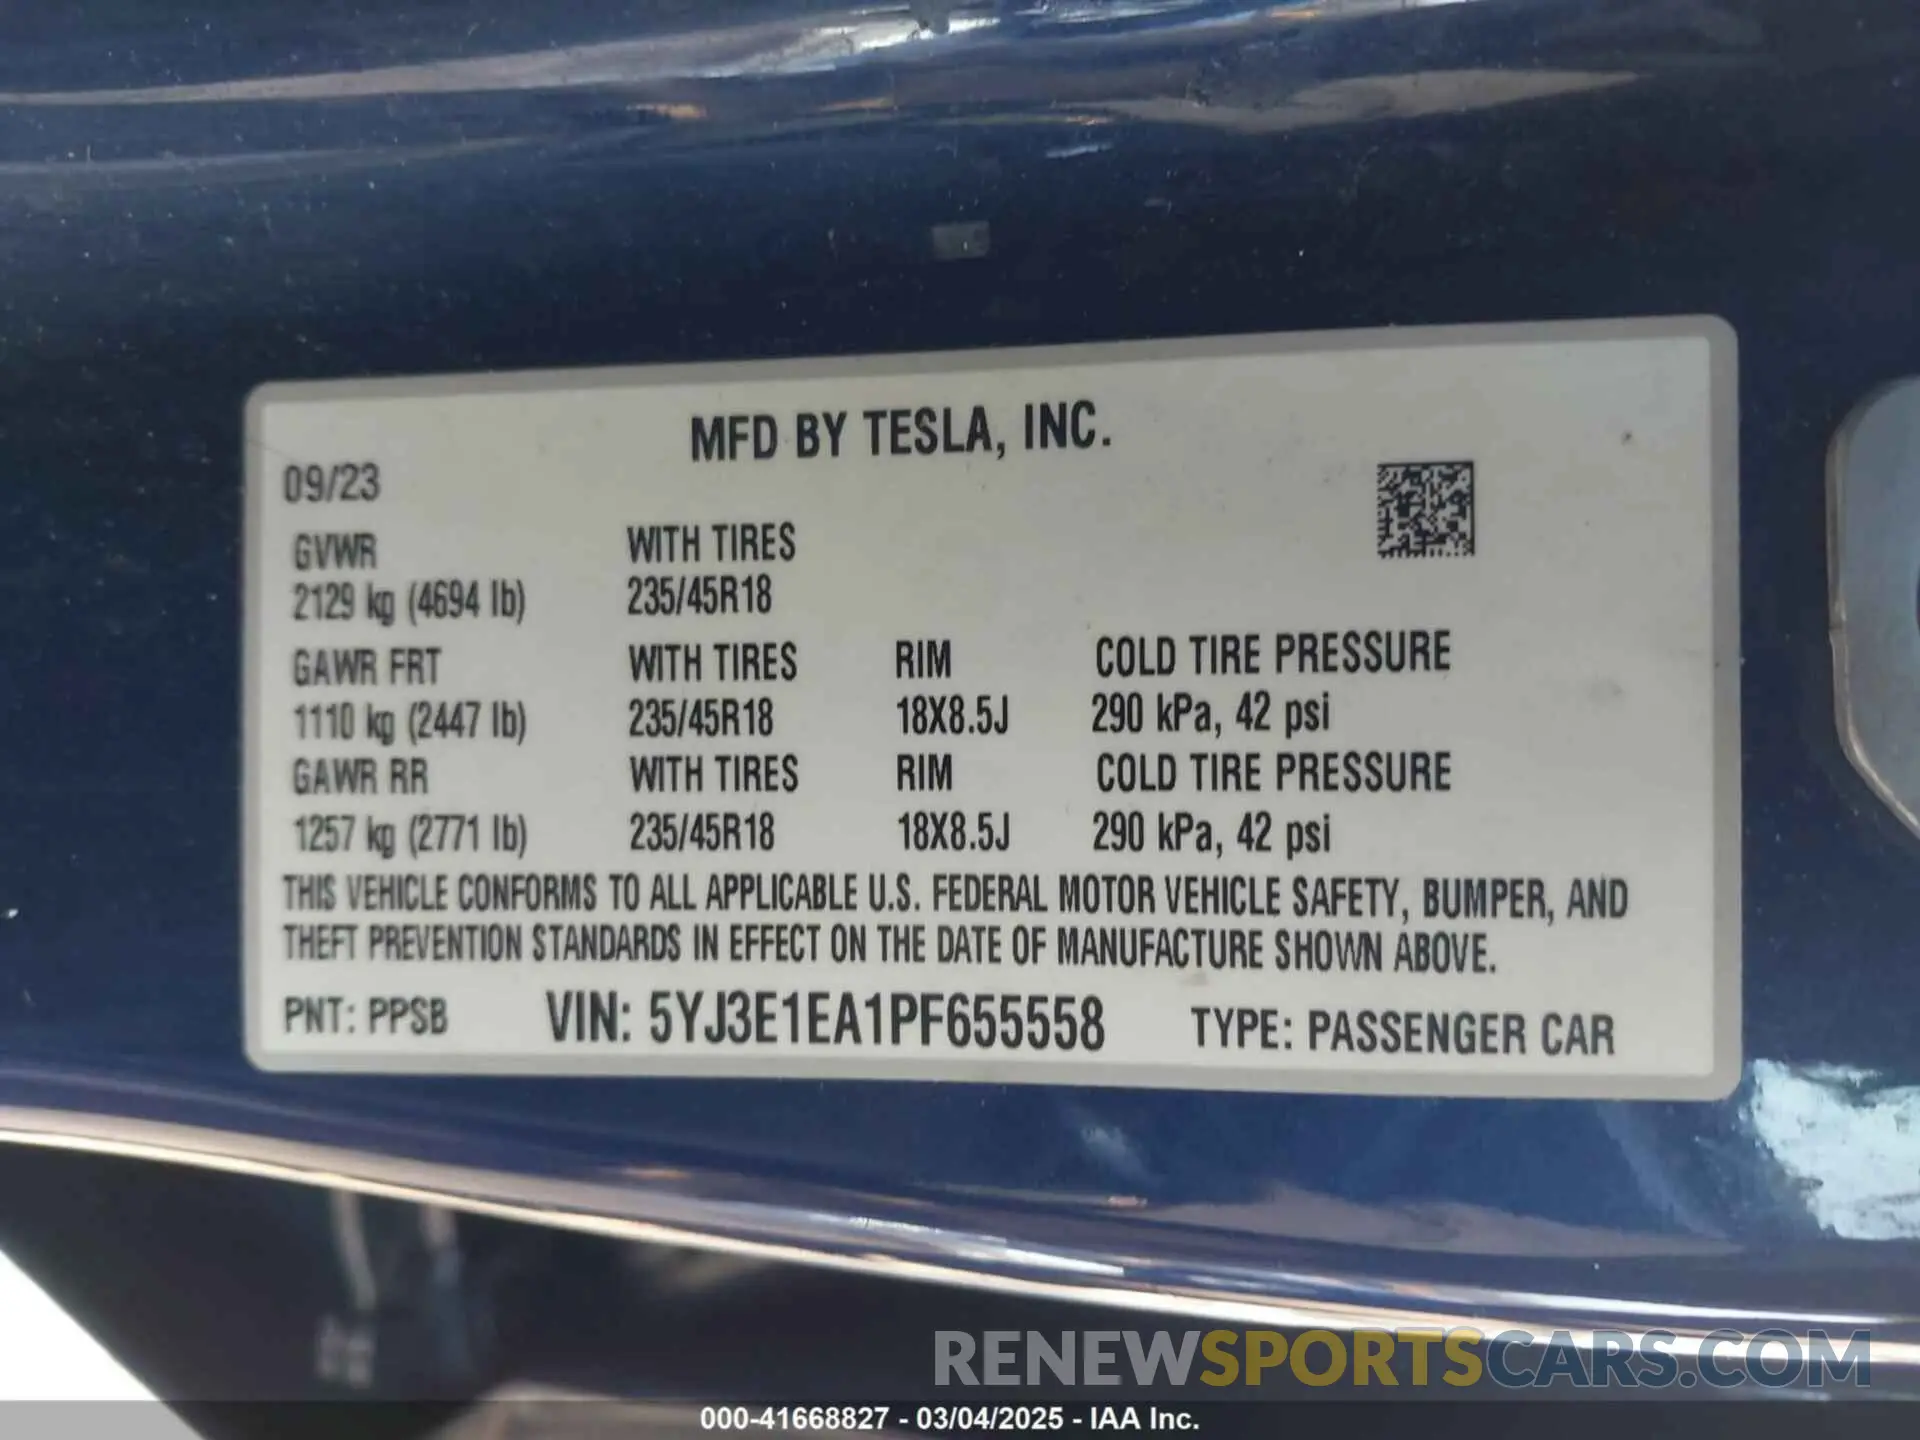 MFD BY TESLA, INC.
09/23
GVWR WITH TIRES
2129 kg (4694 lb) 235/45R18
GAWR FRT WITH TIRES RIM COLD TIRE PRESSURE
1110 kg (2447 lb) 235/45R18 18X8.5J 290 kPa, 42 psi
GAWR RR WITH TIRES RIM COLD TIRE PRESSURE
1257 kg (2771 lb) 235/45R18 18X8.5J 290 kPa, 42 psi
THIS VEHICLE CONFORMS TO ALL APPLICABLE U.S. FEDERAL MOTOR VEHICLE SAFETY, BUMPER, AND
THEFT PREVENTION STANDARDS IN EFFECT ON THE DATE OF MANUFACTURE SHOWN ABOVE.
PNT: PPSB VIN: 5YJ3E1EA1PF655558 TYPE: PASSENGER CAR
RENEWSPORTSCARS.COM
000-41668827 - 03/04/2025 - IAA Inc.